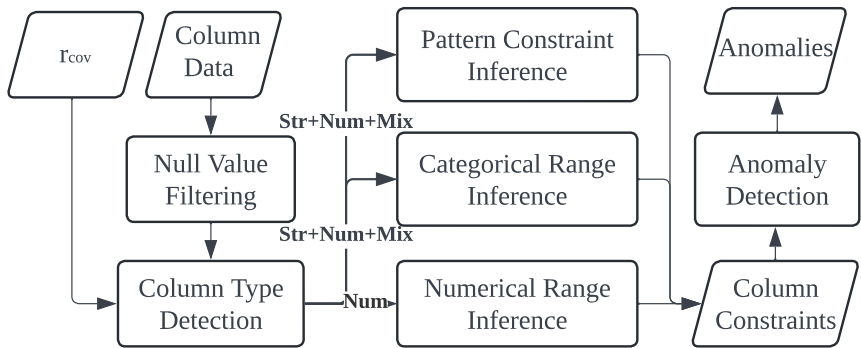 rcov
Column
Data
Pattern Constraint
Inference
Anomalies
Str+Num+Mix
Null Value
Filtering
Categorical Range
Inference
Anomaly
Detection
Str+Num+Mix
Column Type
Detection
Num
Numerical Range
Inference
Column
Constraints